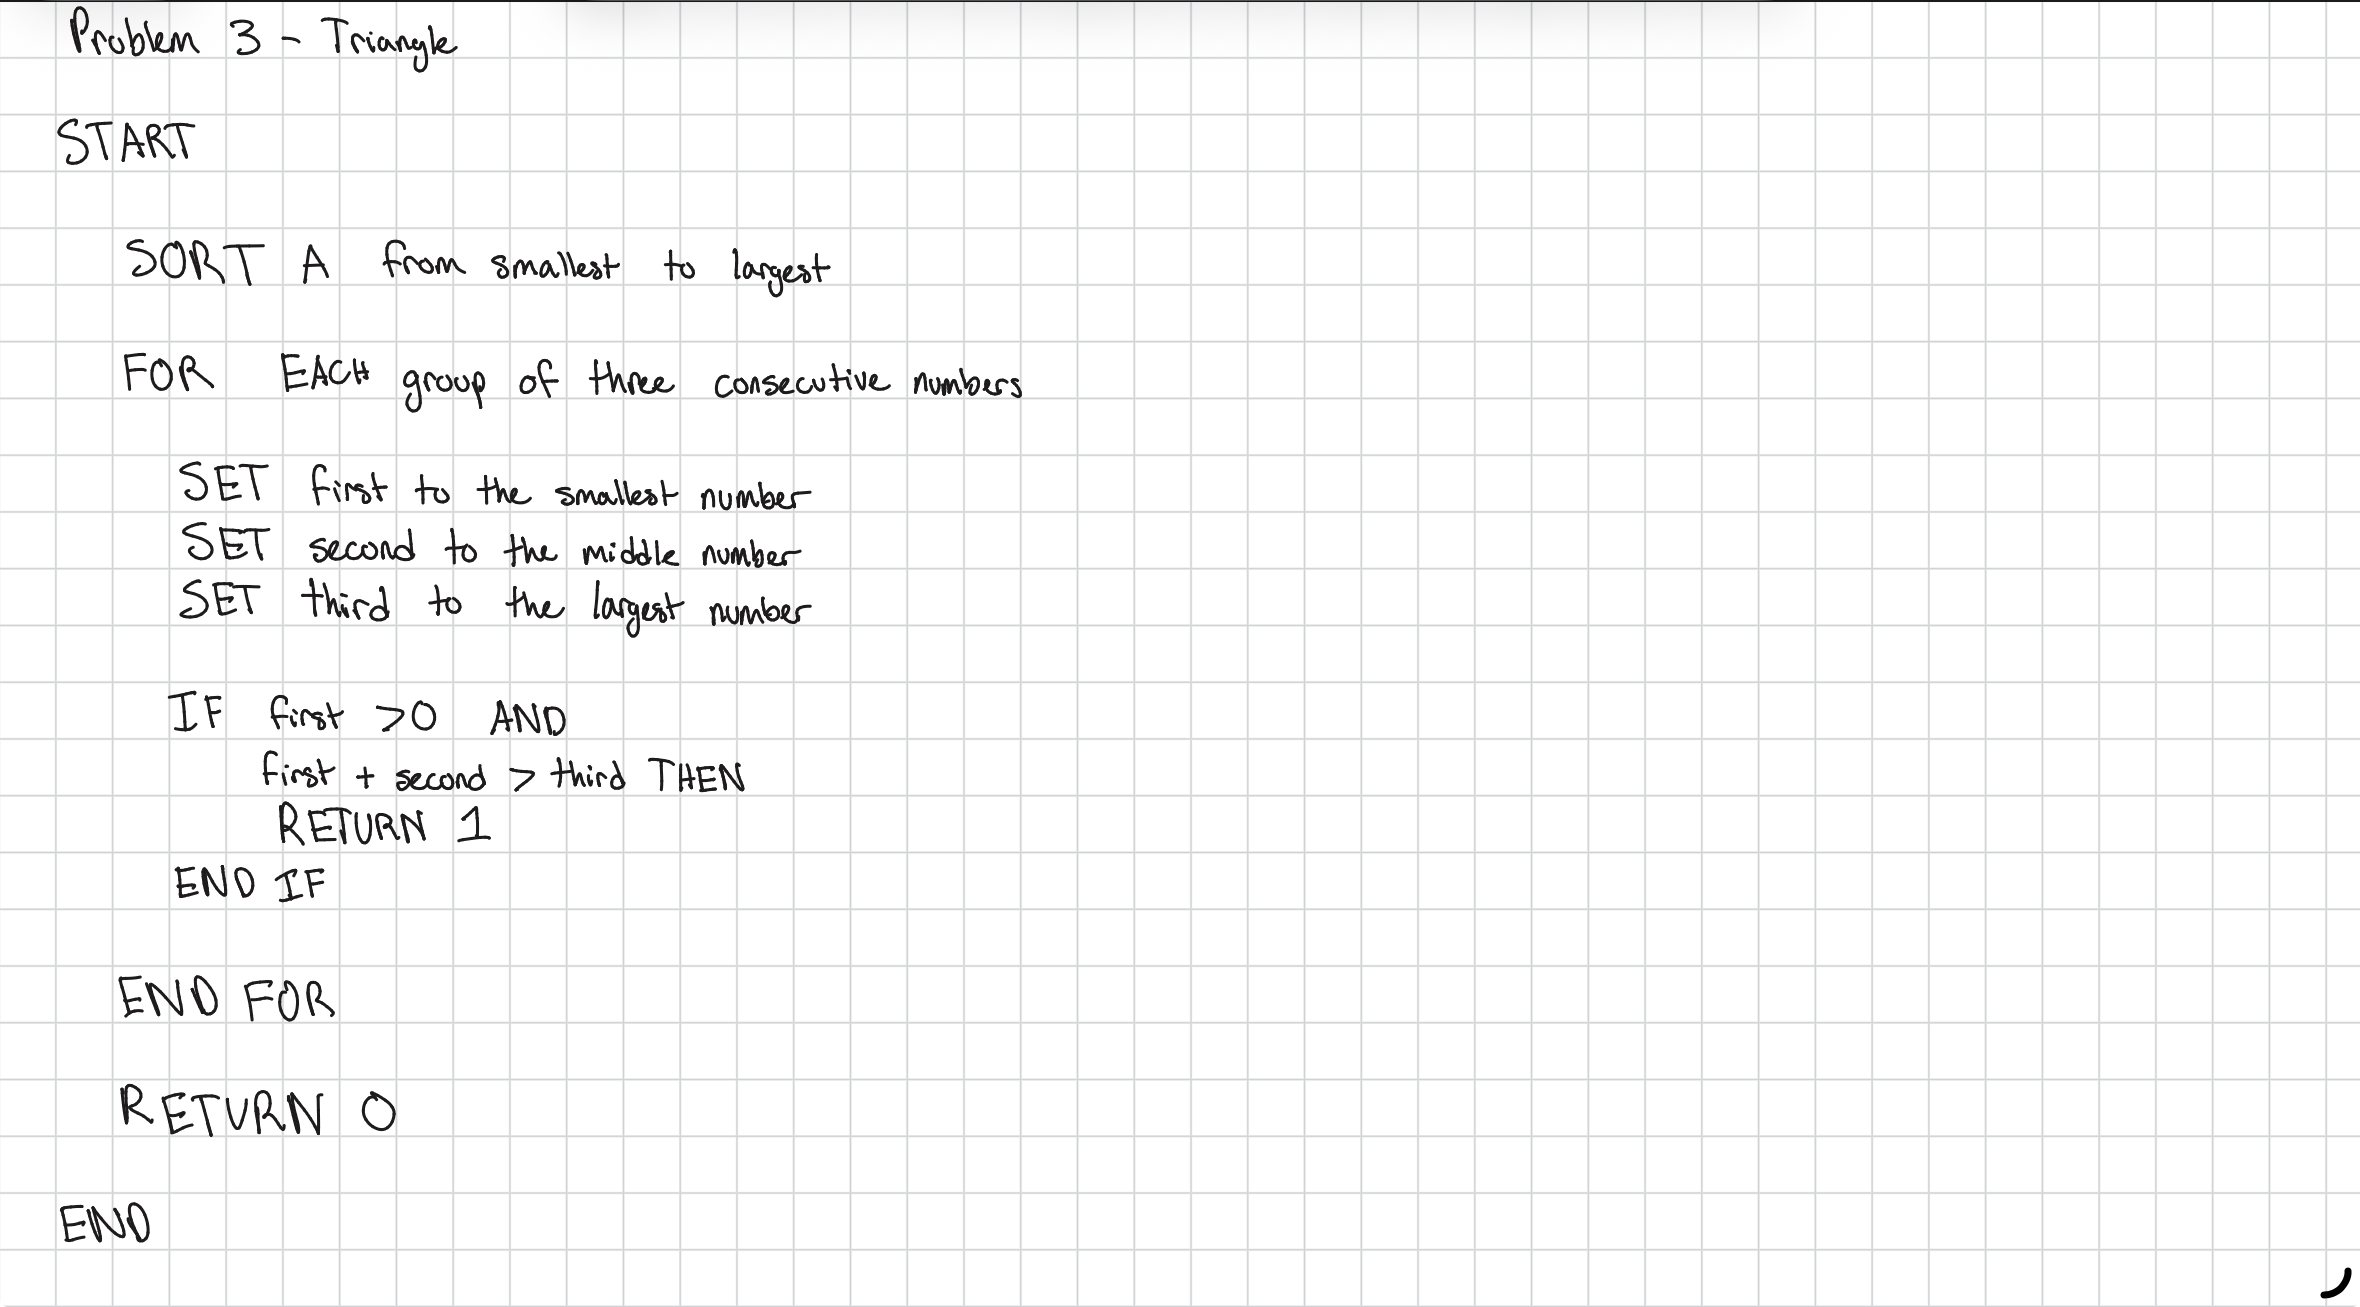 Problem 3 - Triangle
START
SORT A from smallest to largest
FOR EACH group of three consecutive numbers
SET first to the smallest number
SET second to the middle number
SET third to the largest number
IF first >0 AND
first + second > third THEN
RETURN 1
END IF
END FOR
RETURN 0
END